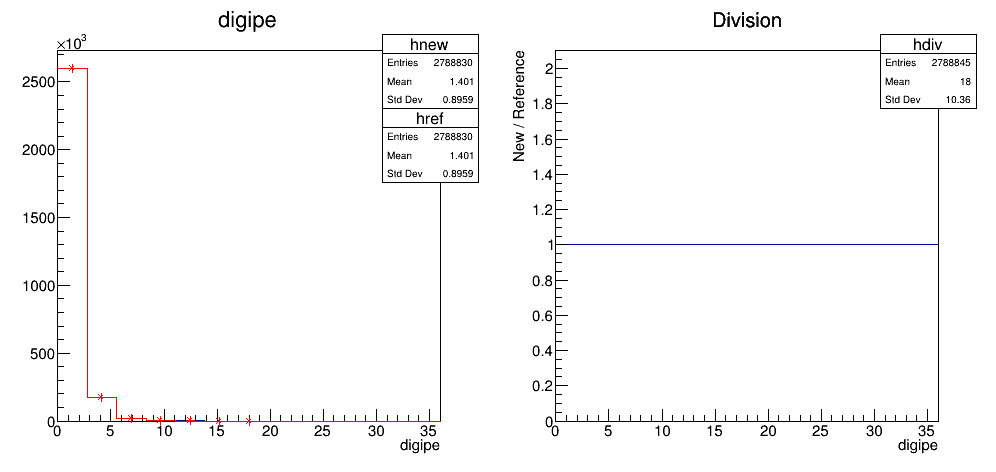 digipe
×10³
hnew
Entries 2788830
Mean 1.401
Std Dev 0.8959
href
Entries 2788830
Mean 1.401
Std Dev 0.8959
2500
2000
1500
1000
500
0
0 5 10 15 20 25 30 35
digipe
Division
New / Reference
hdiv
Entries 2788845
Mean 18
Std Dev 10.36
2
1.8
1.6
1.4
1.2
1
0.8
0.6
0.4
0.2
0
0 5 10 15 20 25 30 35
digipe